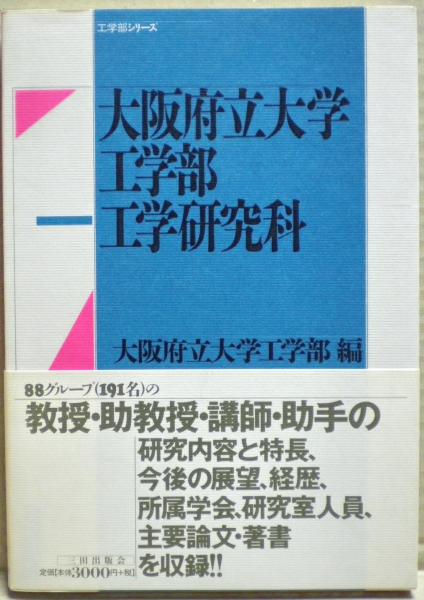 工学部シリーズ
大阪府立大学
工学部
工学研究科
大阪府立大学工学部 編
88グループ(191名)の
教授・助教授・講師・助手の
研究内容と特長、
今後の展望、経歴、
所属学会、研究室人員、
主要論文・著書
を収録!!
三田出版会
定価[本体3000円+税]